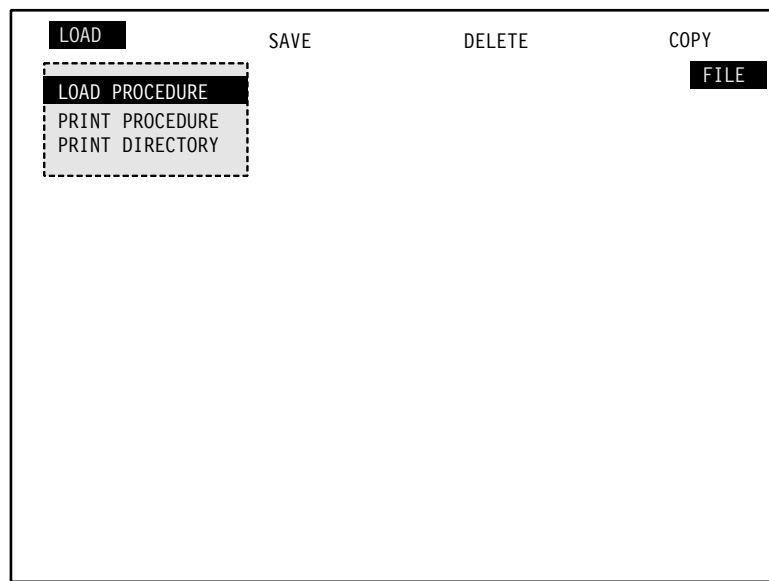 LOAD SAVE DELETE COPY
FILE
LOAD PROCEDURE
PRINT PROCEDURE
PRINT DIRECTORY